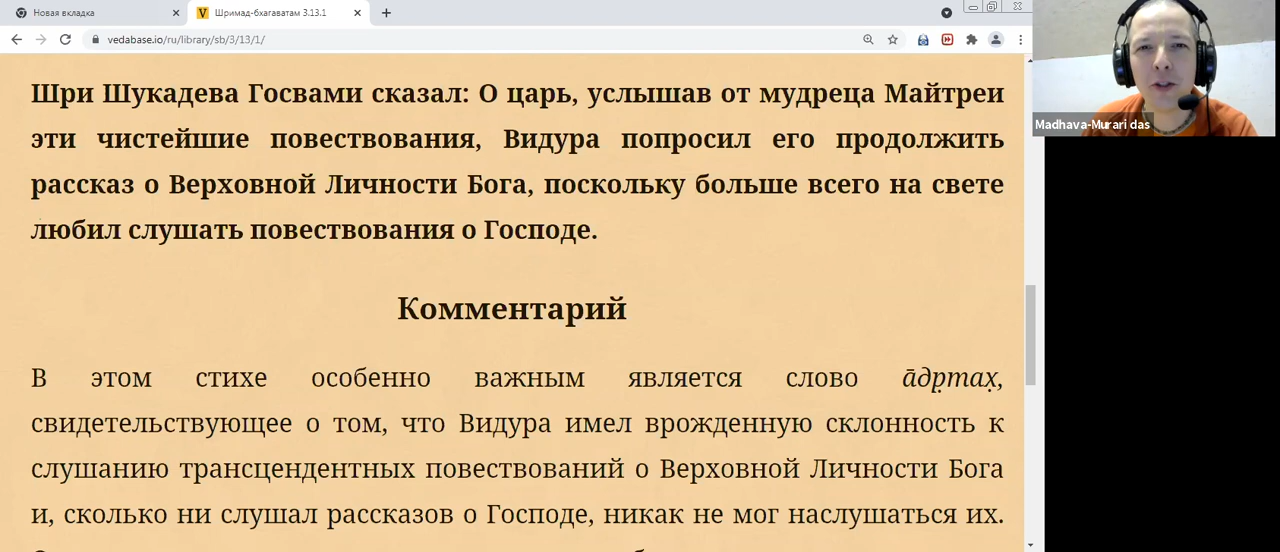 Новая вкладка
Шримад-бхагаватам 3.13.1
vedabase.io/ru/library/sb/3/13/1/
Madhava-Murari das
Шри Шукадева Госвами сказал: О царь, услышав от мудреца Майтреи
эти чистейшие повествования, Видура попросил его продолжить
рассказ о Верховной Личности Бога, поскольку больше всего на свете
любил слушать повествования о Господе.
Комментарий
В этом стихе особенно важным является слово а̄др̣тах̣,
свидетельствующее о том, что Видура имел врожденную склонность к
слушанию трансцендентных повествований о Верховной Личности Бога
и, сколько ни слушал рассказов о Господе, никак не мог наслушаться их.